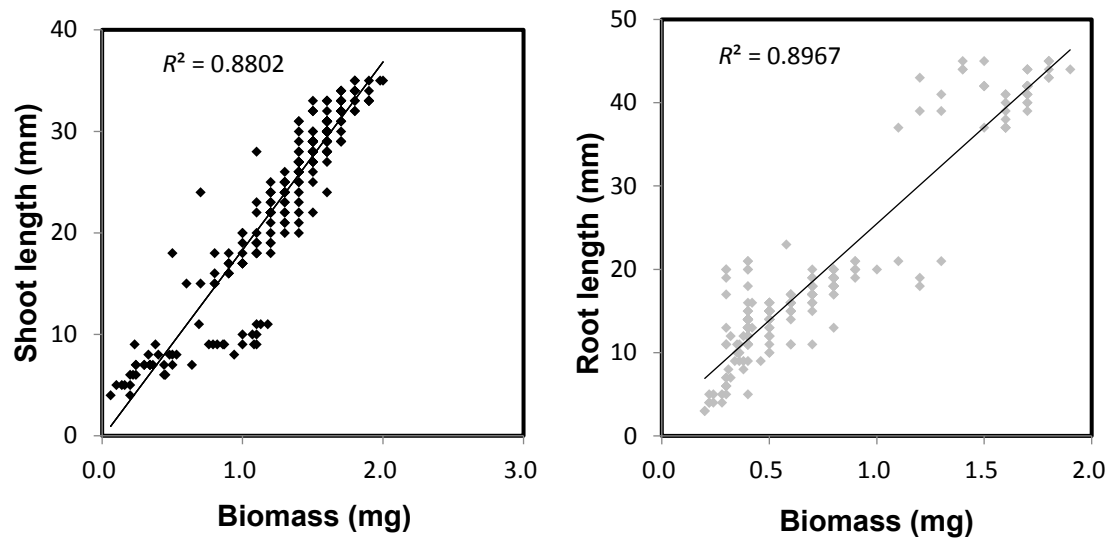 40
30
20
10
0
Shoot length (mm)
R² = 0.8802
0.0 1.0 2.0 3.0
Biomass (mg)
50
40
30
20
10
0
Root length (mm)
R² = 0.8967
0.0 0.5 1.0 1.5 2.0
Biomass (mg)